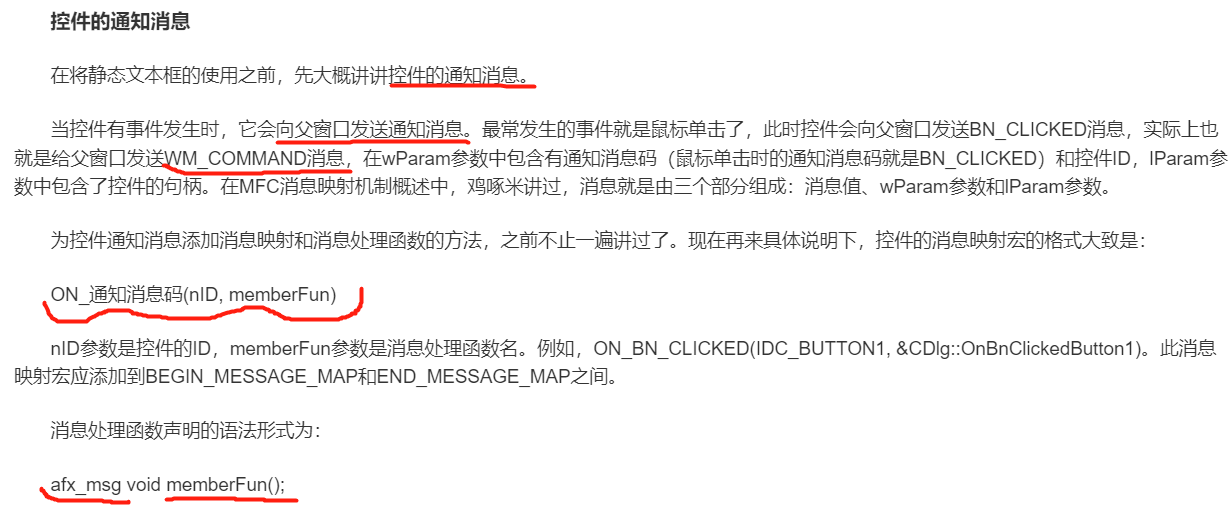 控件的通知消息
在将静态文本框的使用之前，先大概讲讲控件的通知消息。
当控件有事件发生时，它会向父窗口发送通知消息。最常发生的事件就是鼠标单击了，此时控件会向父窗口发送BN_CLICKED消息，实际上也
就是给父窗口发送WM_COMMAND消息，在wParam参数中包含有通知消息码（鼠标单击时的通知消息码就是BN_CLICKED）和控件ID，lParam参
数中包含了控件的句柄。在MFC消息映射机制概述中，鸡啄米讲过，消息就是由三个部分组成：消息值、wParam参数和lParam参数。
为控件通知消息添加消息映射和消息处理函数的方法，之前不止一遍讲过了。现在再来具体说明下，控件的消息映射宏的格式大致是：
ON_通知消息码(nID, memberFun)
nID参数是控件的ID，memberFun参数是消息处理函数名。例如，ON_BN_CLICKED(IDC_BUTTON1, &CDlg::OnBnClickedButton1)。此消息
映射宏应添加到BEGIN_MESSAGE_MAP和END_MESSAGE_MAP之间。
消息处理函数声明的语法形式为：
afx_msg void memberFun();